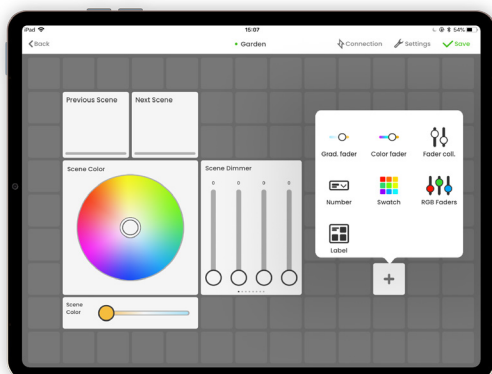 iPad
15:07
54%
Back
Garden
Connection
Settings
Save
Previous Scene
Next Scene
Scene Color
Scene Dimmer
0 0 0 0
Scene
Color
Grad. fader
Color fader
Fader coll.
Number
Swatch
RGB Faders
Label